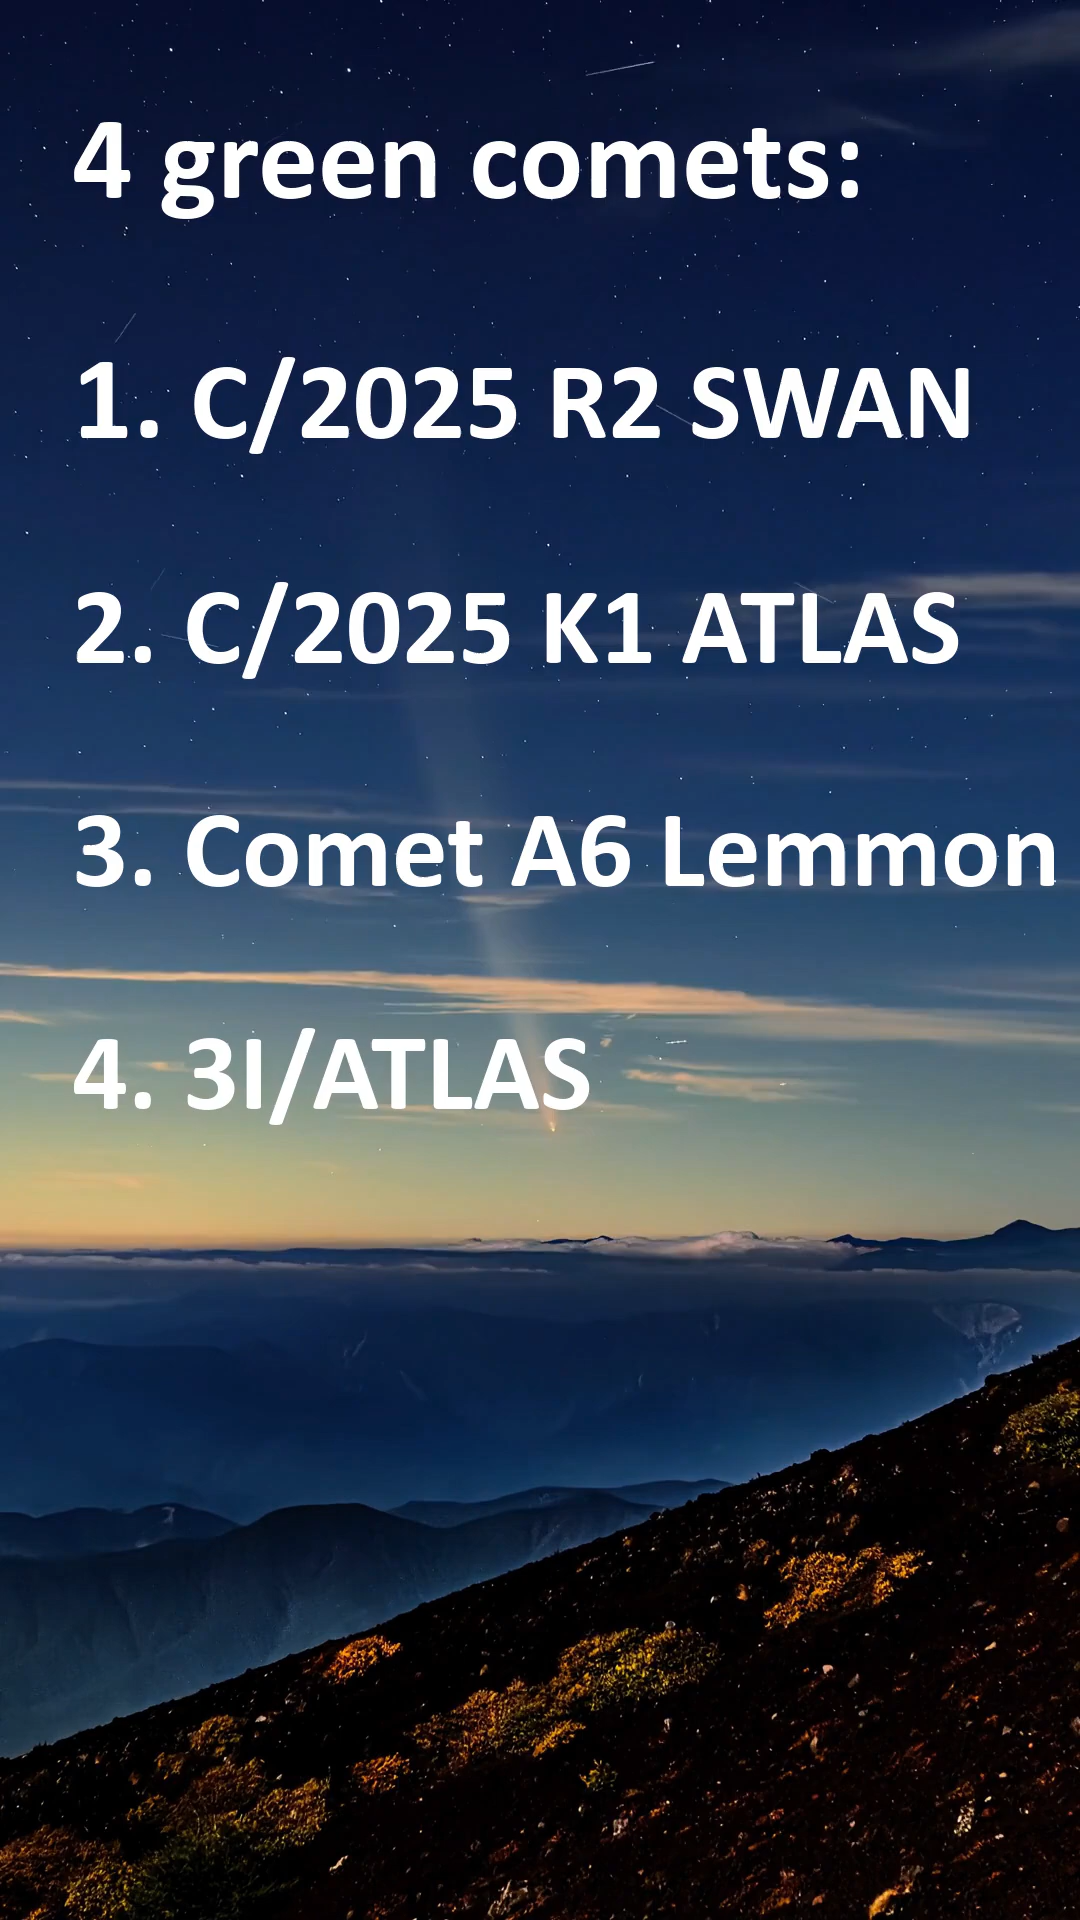 4 green comets:
1. C/2025 R2 SWAN
2. C/2025 K1 ATLAS
3. Comet A6 Lemmon
4. 3I/ATLAS